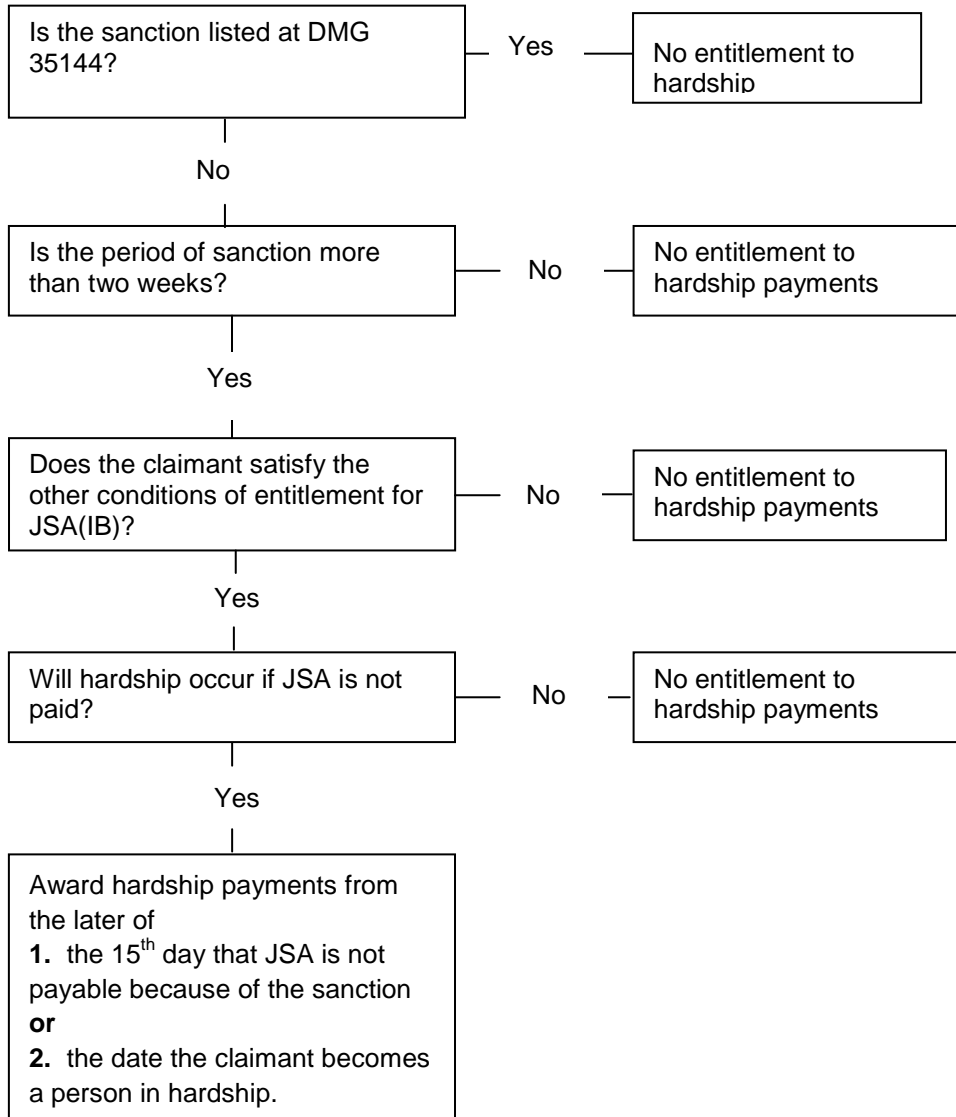 Is the sanction listed at DMG
35144?
Yes
No entitlement to
hardship
No
Is the period of sanction more
than two weeks?
No
No entitlement to
hardship payments
Yes
Does the claimant satisfy the
other conditions of entitlement for
JSA(IB)?
No
No entitlement to
hardship payments
Yes
Will hardship occur if JSA is not
paid?
No
No entitlement to
hardship payments
Yes
Award hardship payments from
the later of
1. the 15th day that JSA is not
payable because of the sanction
or
2. the date the claimant becomes
a person in hardship.